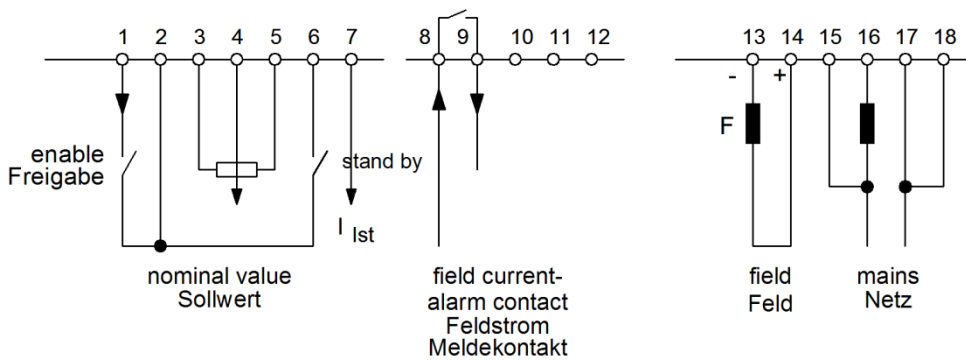 1 2 3 4 5 6 7 8 9 10 11 12 13 14 15 16 17 18
- +
F
enable
Freigabe
stand by
I Ist
nominal value
Sollwert
field current-
alarm contact
Feldstrom
Meldekontakt
field
Feld
mains
Netz